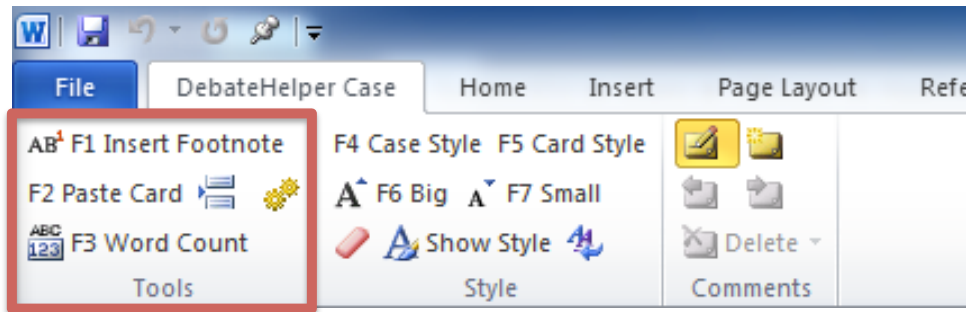 W
File DebateHelper Case Home Insert Page Layout Refe
AB1 F1 Insert Footnote F4 Case Style F5 Card Style
F2 Paste Card A F6 Big A F7 Small
ABC 123 F3 Word Count A Show Style A Delete
Tools Style Comments